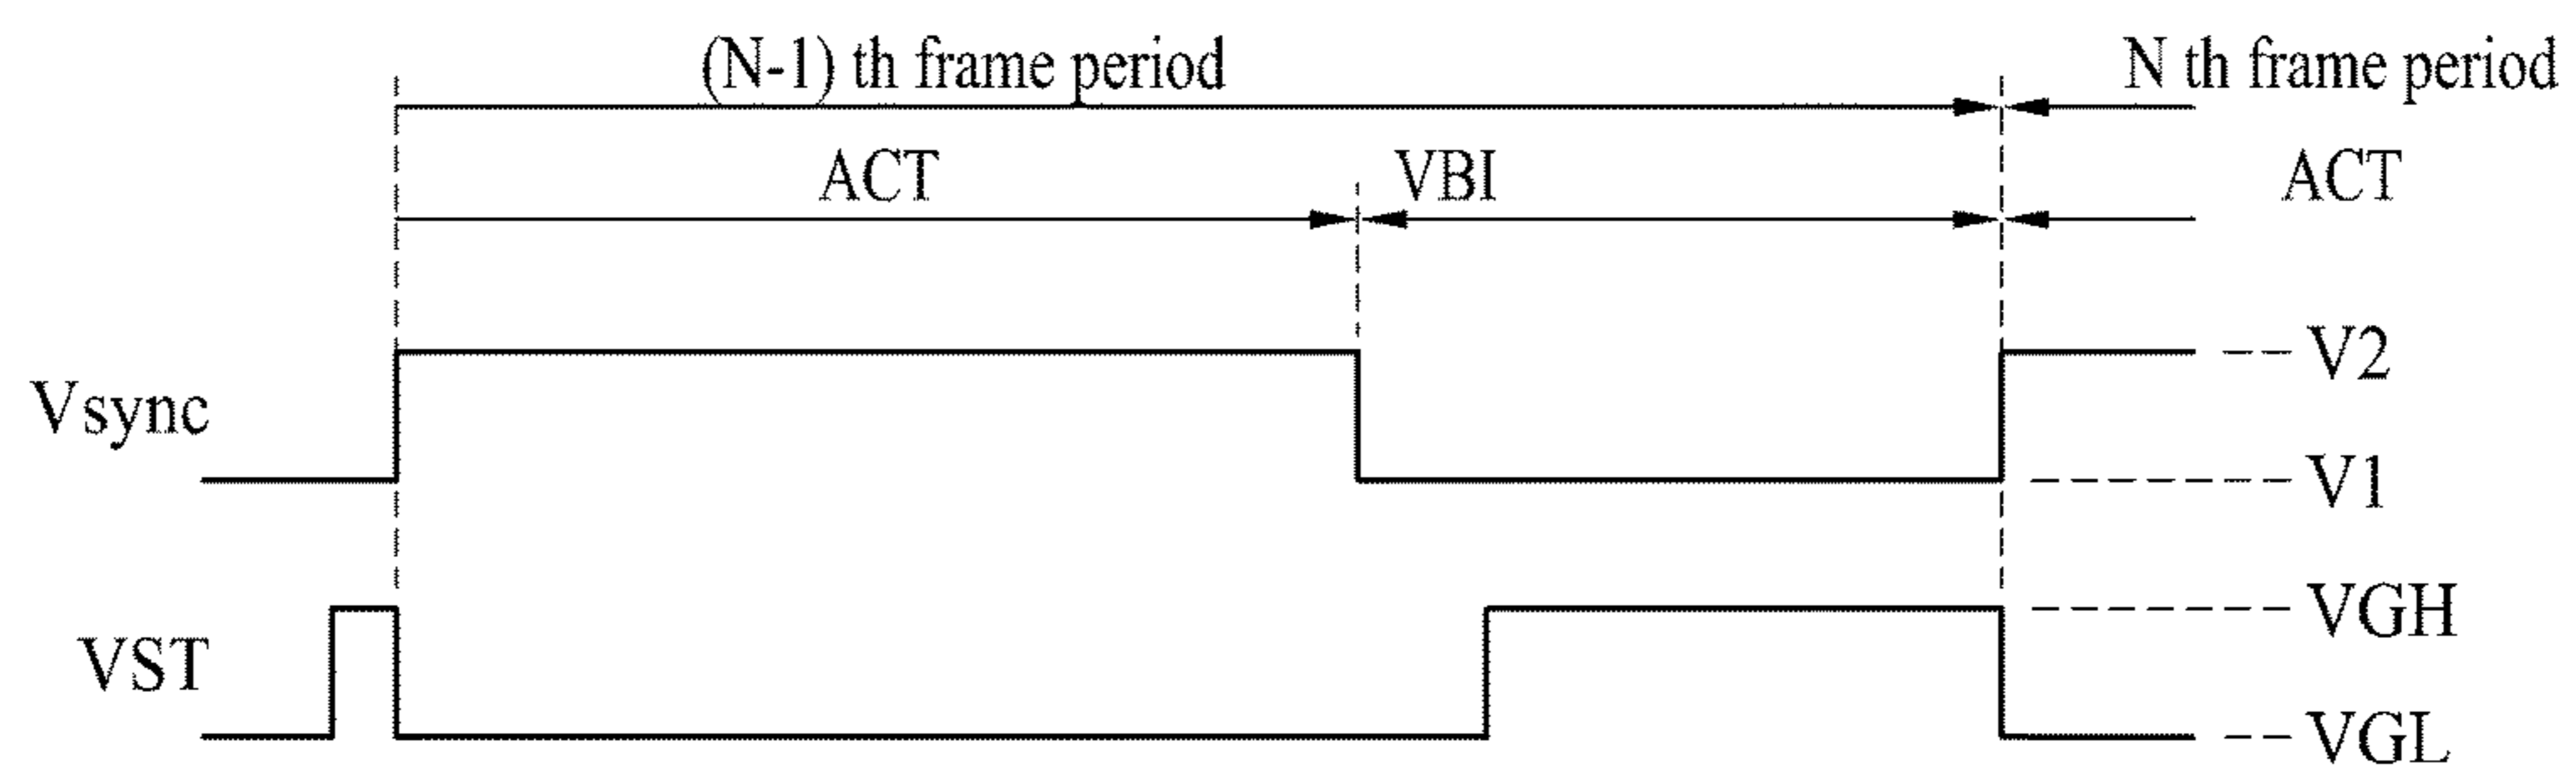 (N-1) th frame period
N th frame period
ACT
VBI
ACT
V2
Vsync
V1
VGH
VST
VGL